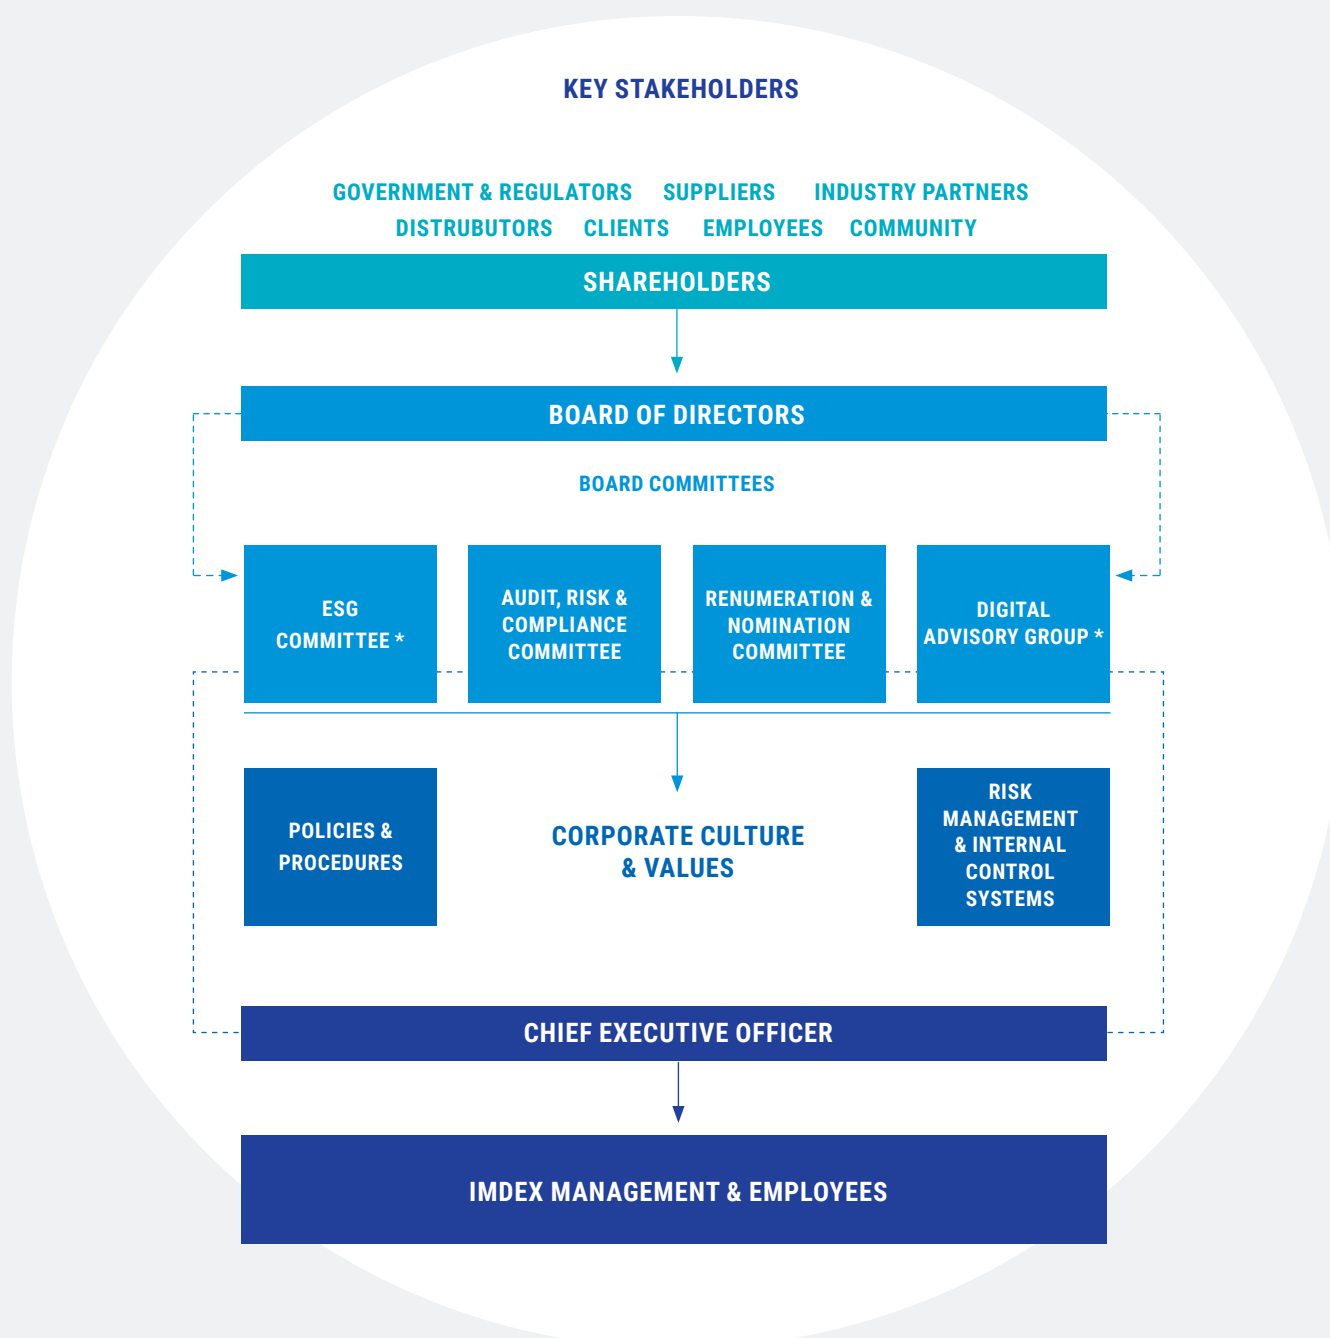 KEY STAKEHOLDERS
GOVERNMENT & REGULATORS SUPPLIERS INDUSTRY PARTNERS
DISTRUBUTORS CLIENTS EMPLOYEES COMMUNITY
SHAREHOLDERS
BOARD OF DIRECTORS
BOARD COMMITTEES
ESG
COMMITTEE *
AUDIT, RISK &
COMPLIANCE
COMMITTEE
RENUMERATION &
NOMINATION
COMMITTEE
DIGITAL
ADVISORY GROUP *
POLICIES &
PROCEDURES
CORPORATE CULTURE
& VALUES
RISK
MANAGEMENT
& INTERNAL
CONTROL
SYSTEMS
CHIEF EXECUTIVE OFFICER
IMDEX MANAGEMENT & EMPLOYEES